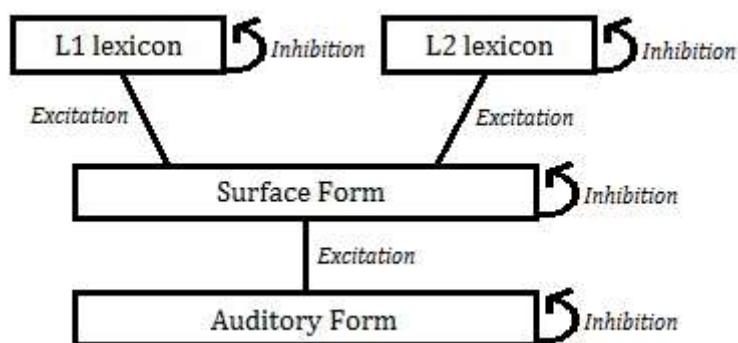 L1 lexicon
Inhibition
L2 lexicon
Inhibition
Excitation
Excitation
Surface Form
Inhibition
Excitation
Auditory Form
Inhibition